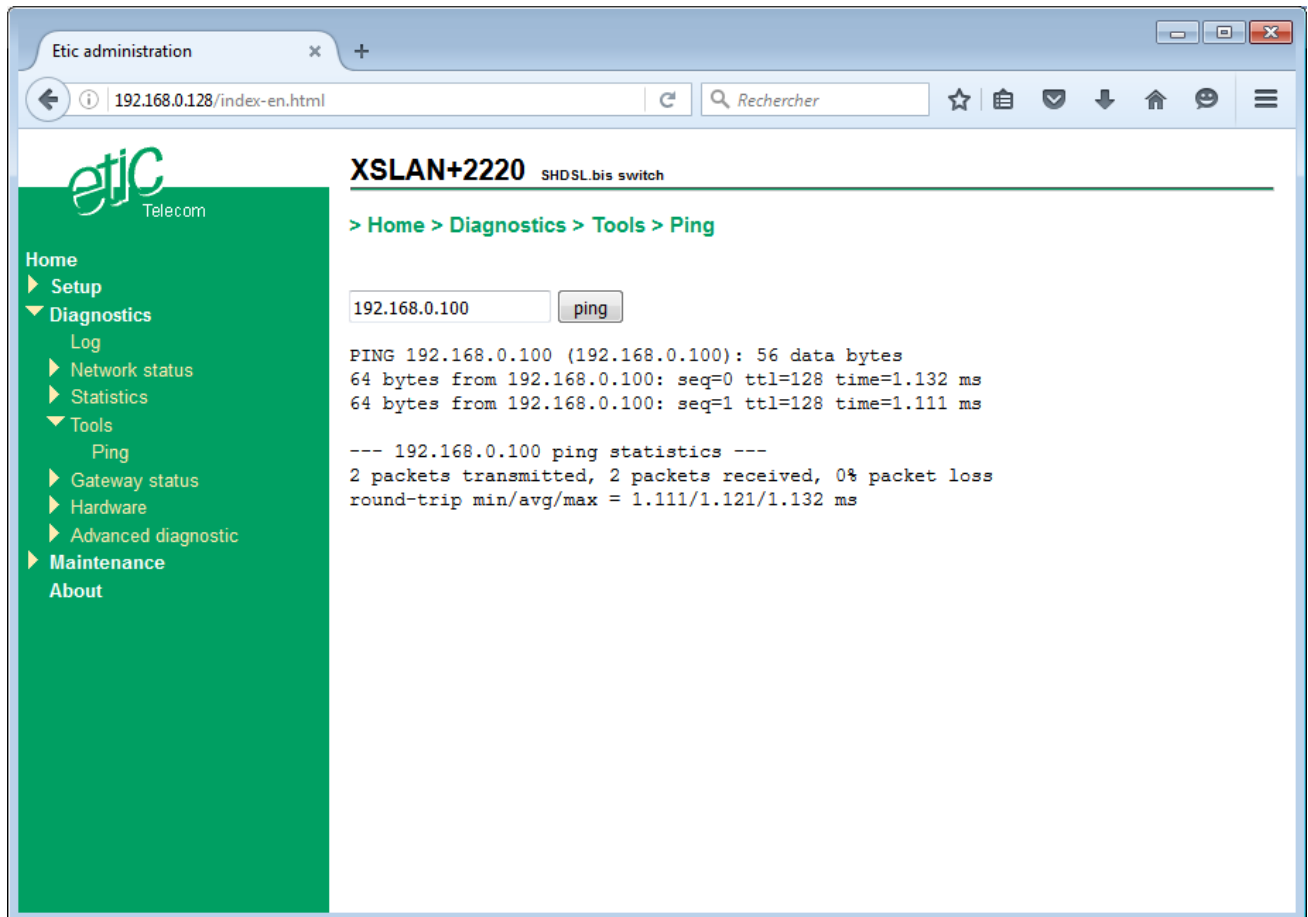 Etic administration
192.168.0.128/index-en.html
Rechercher
etic
Telecom
XSLAN+2220 SHDSL.bis switch
> Home > Diagnostics > Tools > Ping
Home
Setup
Diagnostics
Log
Network status
Statistics
Tools
Ping
Gateway status
Hardware
Advanced diagnostic
Maintenance
About
192.168.0.100 ping
PING 192.168.0.100 (192.168.0.100): 56 data bytes
64 bytes from 192.168.0.100: seq=0 ttl=128 time=1.132 ms
64 bytes from 192.168.0.100: seq=1 ttl=128 time=1.111 ms
--- 192.168.0.100 ping statistics ---
2 packets transmitted, 2 packets received, 0% packet loss
round-trip min/avg/max = 1.111/1.121/1.132 ms